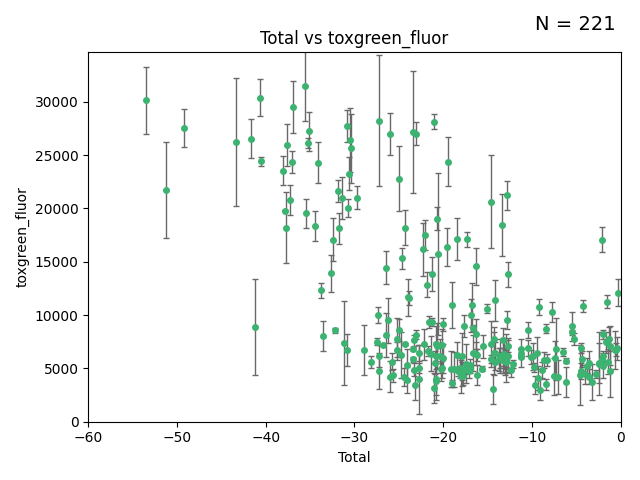 N = 221
Total vs toxgreen_fluor
toxgreen_fluor
30000
25000
20000
15000
10000
5000
0
−60 −50 −40 −30 −20 −10 0
Total